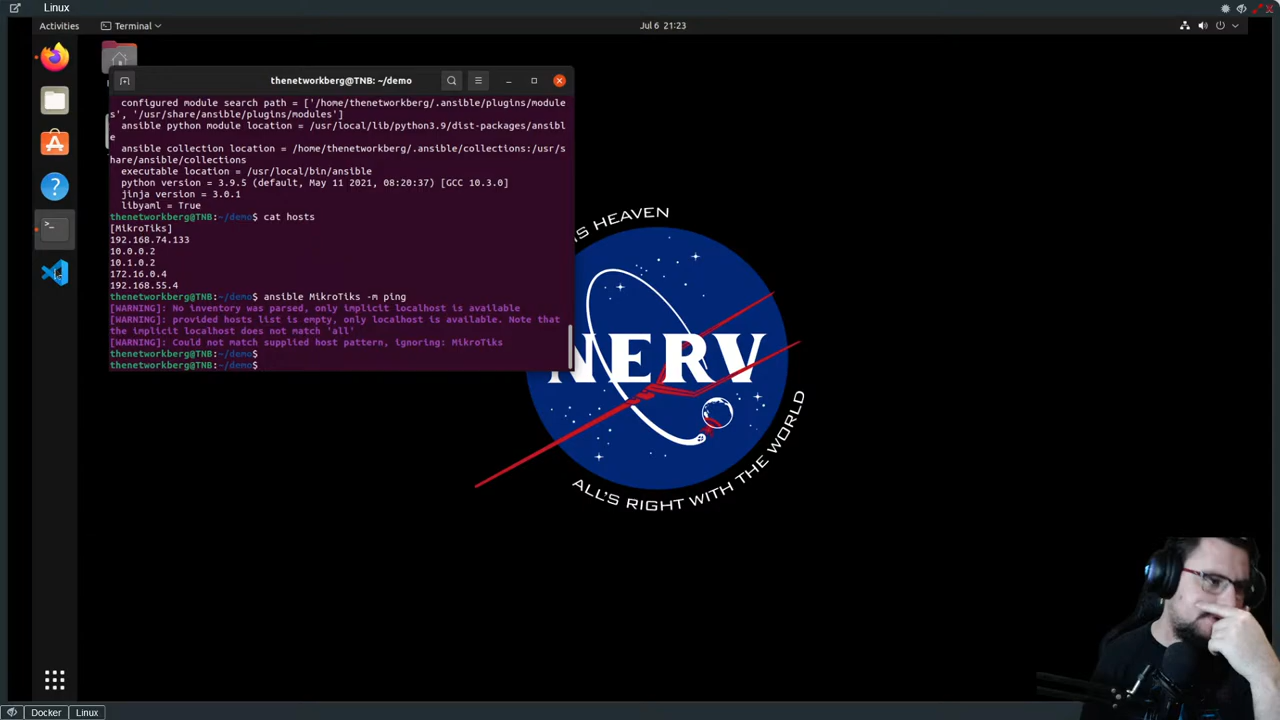 Linux
Activities
Terminal
Jul 6 21:23
thenetworkberg@TNB: ~/demo
configured module search path = ['/home/thenetworkberg/.ansible/plugins/module
s', '/usr/share/ansible/plugins/modules']
ansible python module location = /usr/local/lib/python3.9/dist-packages/ansibl
e
ansible collection location = /home/thenetworkberg/.ansible/collections:/usr/s
hare/ansible/collections
executable location = /usr/local/bin/ansible
python version = 3.9.5 (default, May 11 2021, 08:20:37) [GCC 10.3.0]
jinja version = 3.0.1
libyaml = True
thenetworkberg@TNB:~/demo$ cat hosts
[MikroTiks]
192.168.74.133
10.0.0.2
10.1.0.2
172.16.0.4
192.168.55.4
thenetworkberg@TNB:~/demo$ ansible MikroTiks -m ping
[WARNING]: No inventory was parsed, only implicit localhost is available
[WARNING]: provided hosts list is empty, only localhost is available. Note that
the implicit localhost does not match 'all'
[WARNING]: Could not match supplied host pattern, ignoring: MikroTiks
thenetworkberg@TNB:~/demo$
thenetworkberg@TNB:~/demo$
IS HEAVEN
NERV
ALL'S RIGHT WITH THE WORLD
Docker
Linux